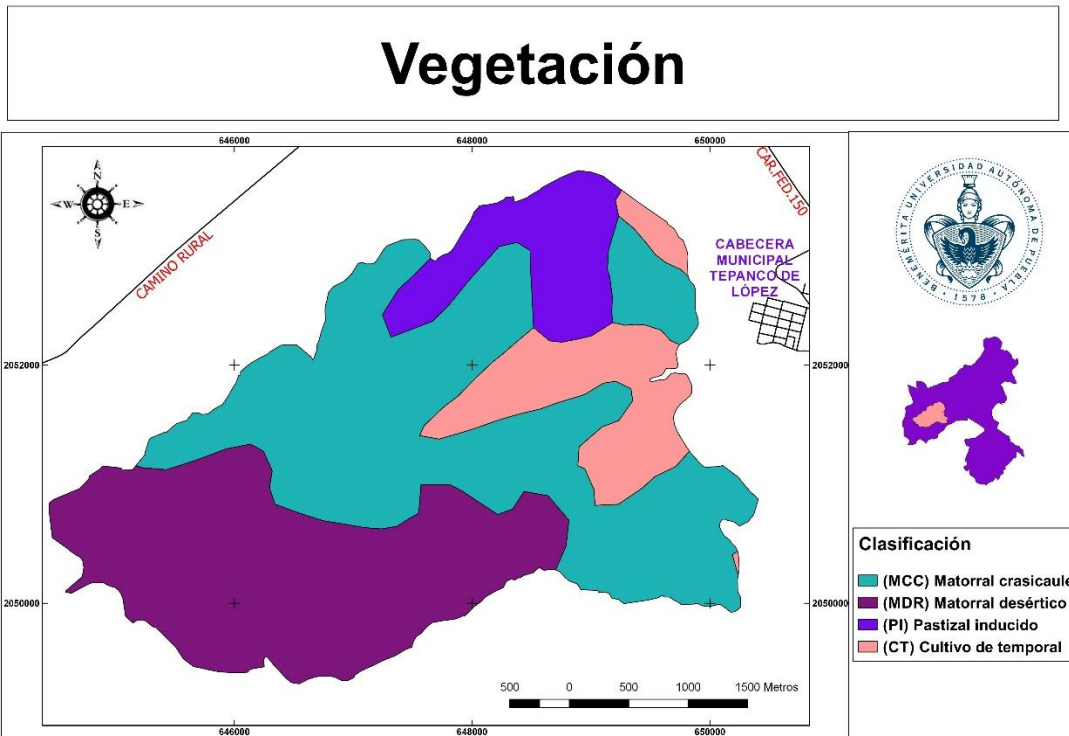 Vegetación
646000
648000
650000
N
W
E
S
CAMINO RURAL
CAR.FED.150
CABECERA
MUNICIPAL
TEPANCO DE
LÓPEZ
2052000
2052000
2050000
2050000
500 0 500 1000 1500 Metros
646000
648000
650000
BENEMÉRITA UNIVERSIDAD AUTÓNOMA DE PUEBLA
1578
Clasificación
(MCC) Matorral crasicaule
(MDR) Matorral desértico
(PI) Pastizal inducido
(CT) Cultivo de temporal